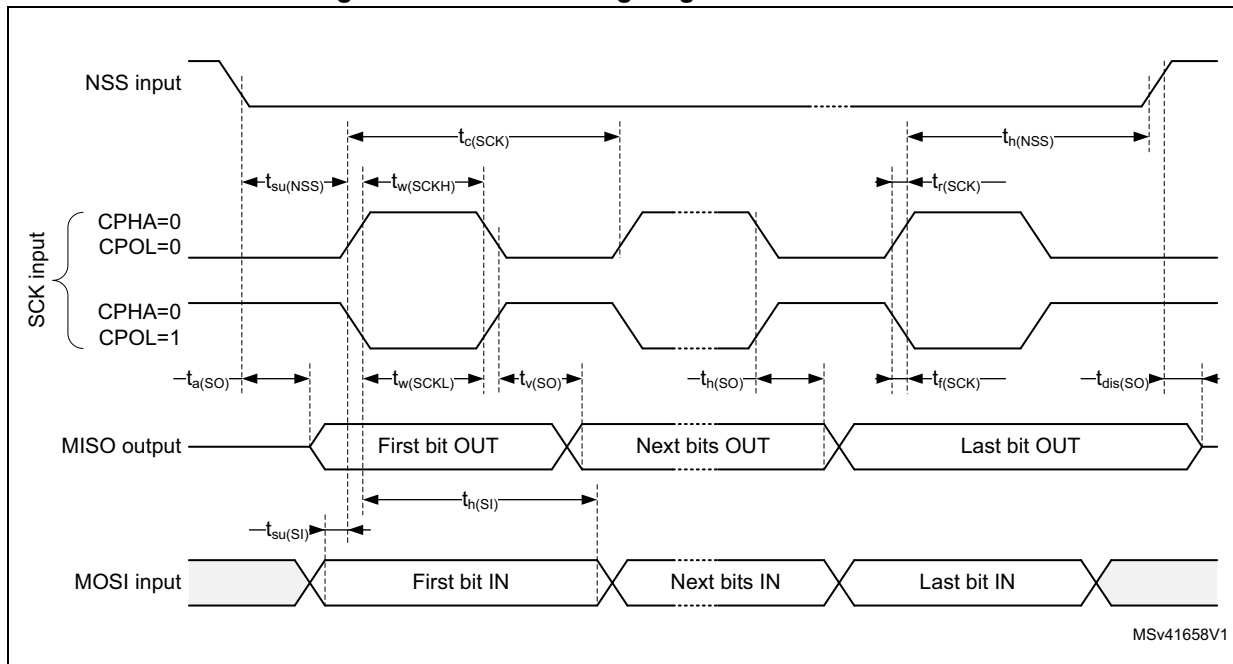 NSS input
tc(SCK)
th(NSS)
tsu(NSS)
tw(SCKH)
tr(SCK)
SCK input
CPHA=0
CPOL=0
CPHA=0
CPOL=1
ta(SO)
tw(SCKL)
tv(SO)
th(SO)
tf(SCK)
tdis(SO)
MISO output
First bit OUT
Next bits OUT
Last bit OUT
th(SI)
tsu(SI)
MOSI input
First bit IN
Next bits IN
Last bit IN
MSv41658V1